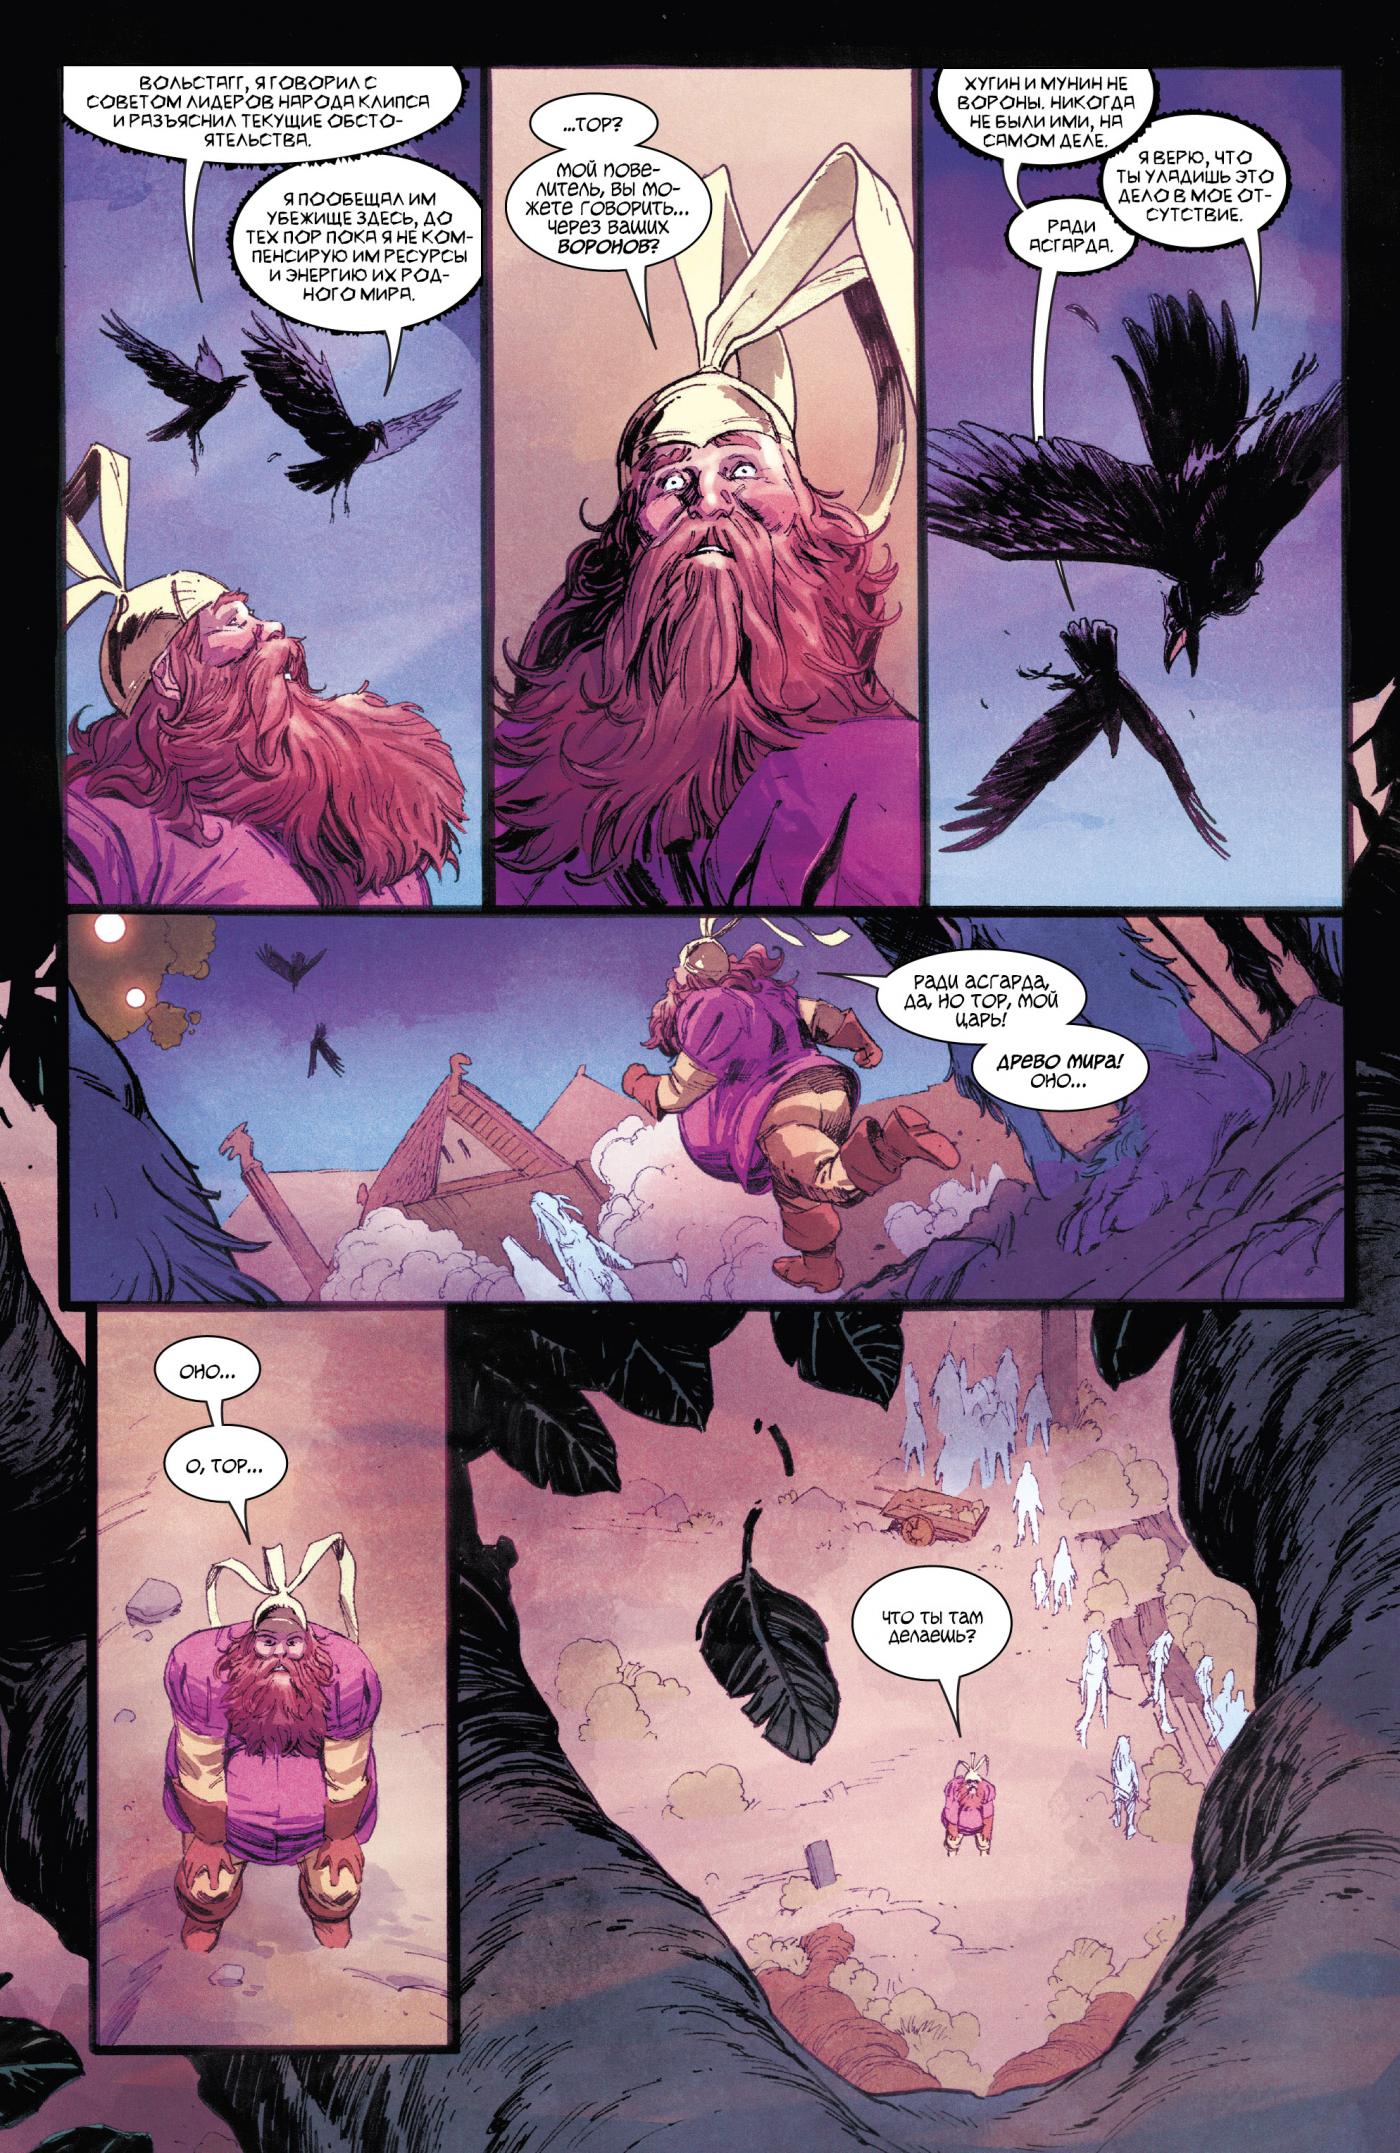 ВОЛЬСТАГГ, Я ГОВОРИЛ С
СОВЕТОМ ЛИДЕРОВ НАРОДА КЛИПСА
И РАЗЪЯСНИЛ ТЕКУЩИЕ ОБСТО-
ЯТЕЛЬСТВА.
Я ПООБЕЩАЛ ИМ
УБЕЖИЩЕ ЗДЕСЬ, ДО
ТЕХ ПОР ПОКА Я НЕ КОМ-
ПЕНСИРУЮ ИМ РЕСУРСЫ
И ЭНЕРГИЮ ИХ РОД-
НОГО МИРА.
...ТОР?
МОЙ ПОВЕ-
ЛИТЕЛЬ, ВЫ МО-
ЖЕТЕ ГОВОРИТЬ...
ЧЕРЕЗ ВАШИХ
ВОРОНОВ?
ХУГИН И МУНИН НЕ
ВОРОНЫ. НИКОГДА
НЕ БЫЛИ ИМИ, НА
САМОМ ДЕЛЕ.
Я ВЕРЮ, ЧТО
ТЫ УЛАДИШЬ ЭТО
ДЕЛО В МОЕ ОТ-
СУТСТВИЕ.
РАДИ
АСГАРДА.
РАДИ АСГАРДА,
ДА, НО ТОР, МОЙ
ЦАРЬ!
ДРЕВО МИРА!
ОНО...
ОНО...
О, ТОР...
ЧТО ТЫ ТАМ
ДЕЛАЕШЬ?